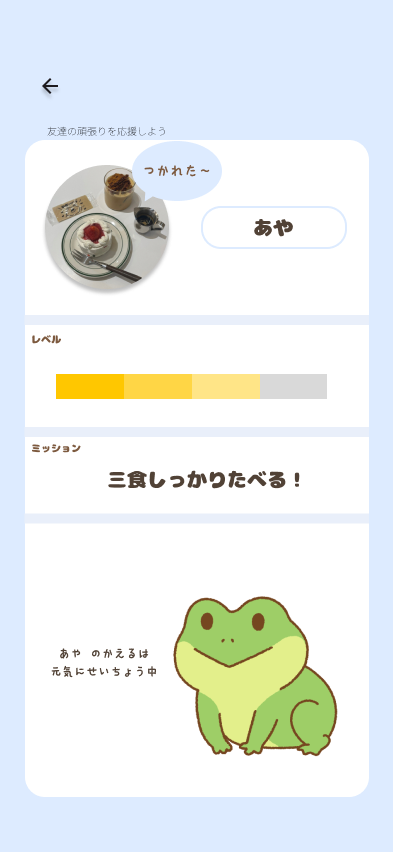 友達の頑張りを応援しよう
つかれた～
あや
レベル
ミッション
三食しっかりたべる！
あや のかえるは
元気にせいちょう中